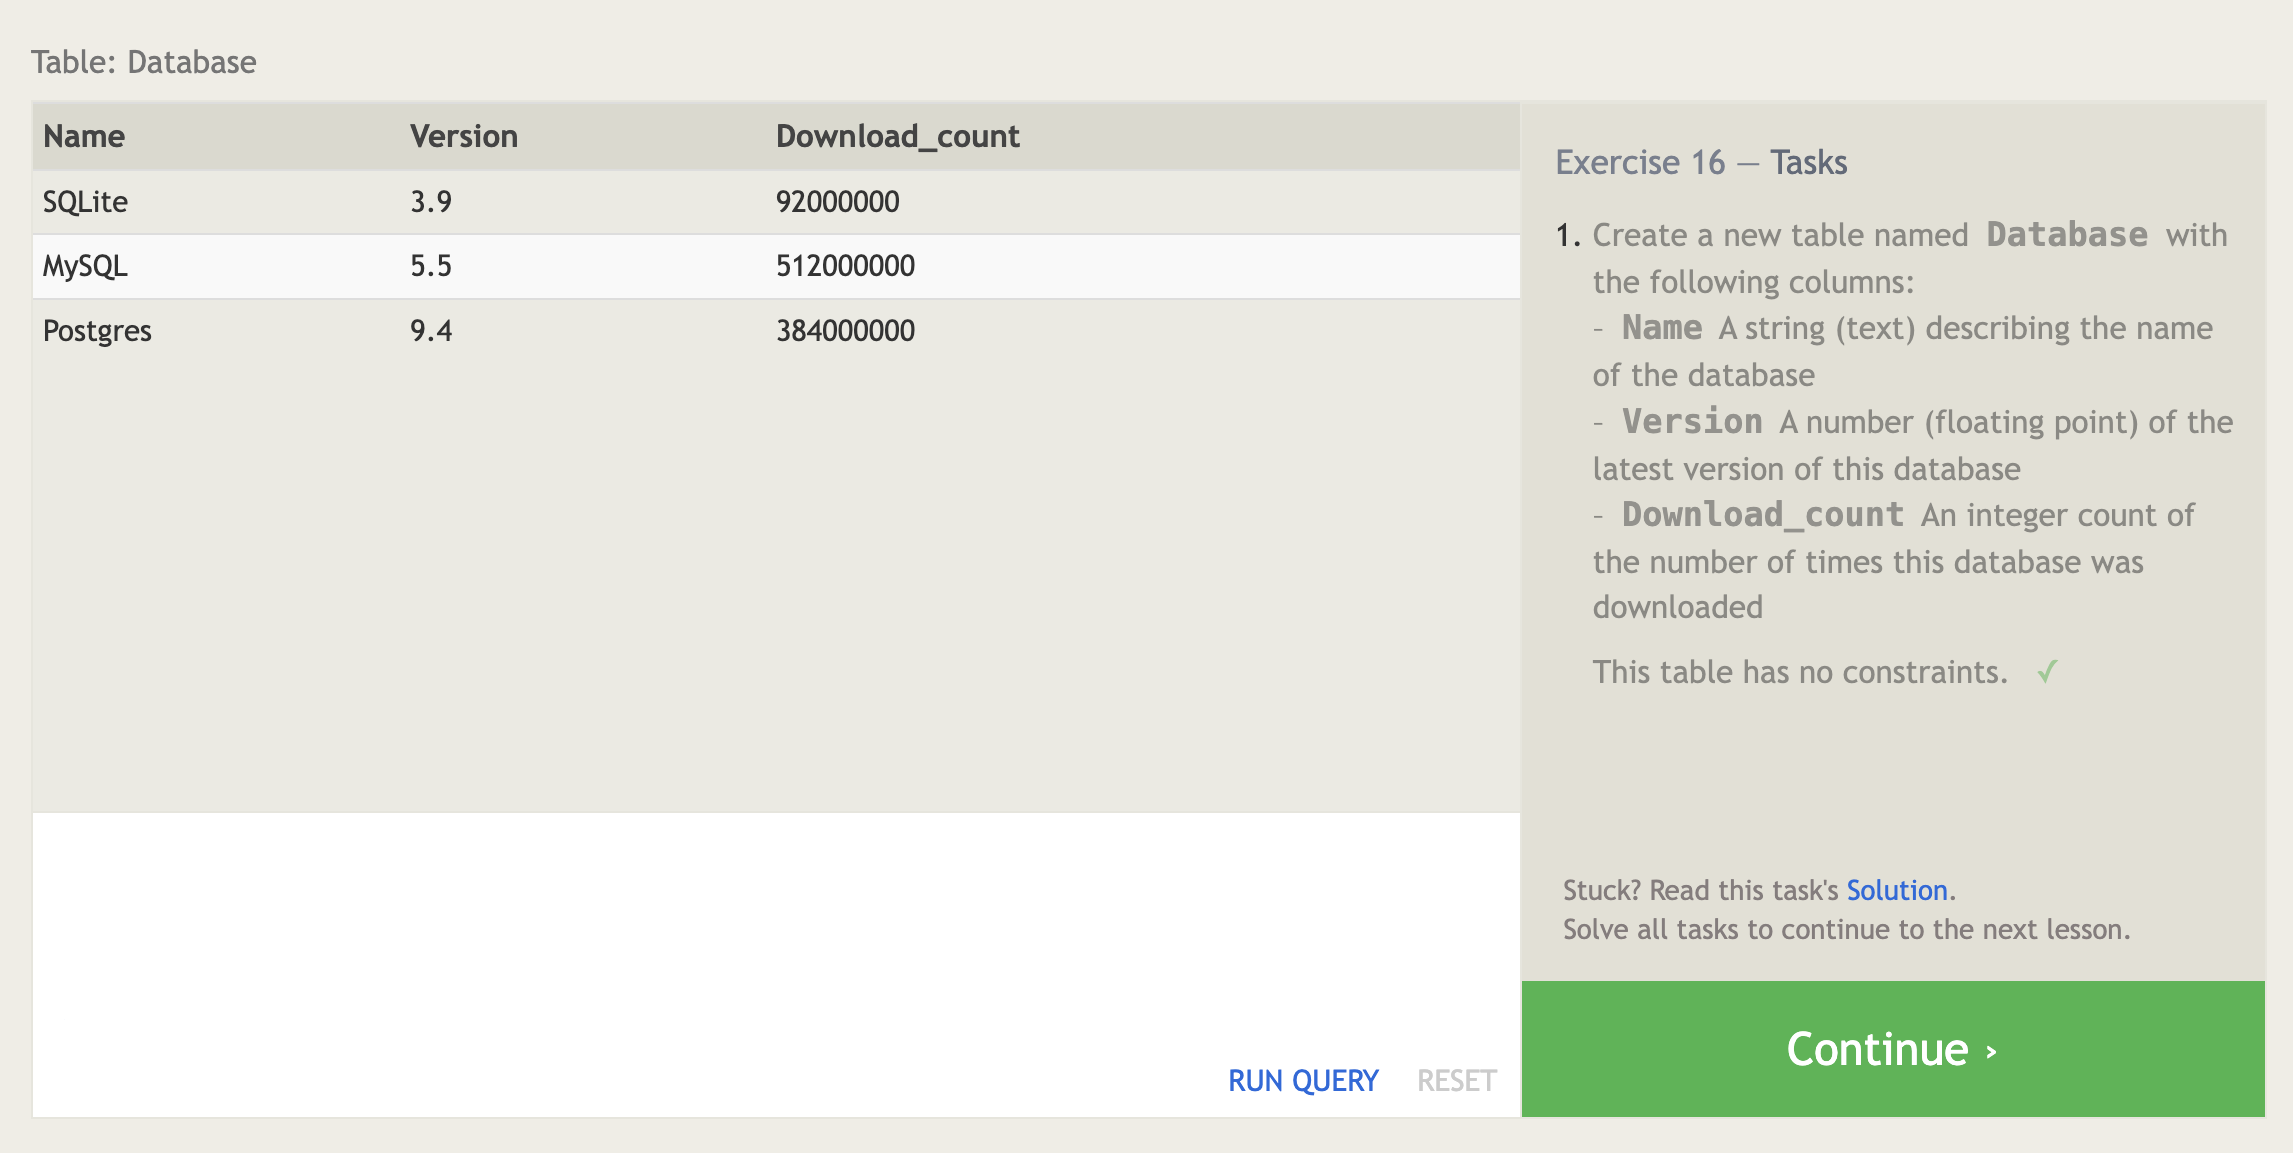 Table: Database
Name Version Download_count
SQLite 3.9 92000000
MySQL 5.5 512000000
Postgres 9.4 384000000
RUN QUERY RESET
Exercise 16 — Tasks
1. Create a new table named Database with
the following columns:
– Name A string (text) describing the name
of the database
– Version A number (floating point) of the
latest version of this database
– Download_count An integer count of
the number of times this database was
downloaded
This table has no constraints. ✓
Stuck? Read this task's Solution.
Solve all tasks to continue to the next lesson.
Continue ›